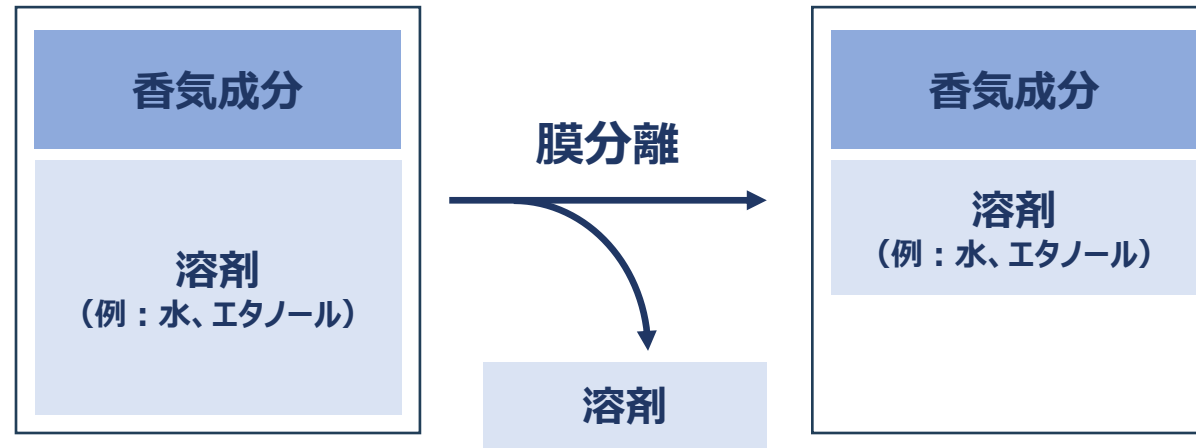 香気成分
溶剤
（例：水、エタノール）
膜分離
溶剤
香気成分
溶剤
（例：水、エタノール）